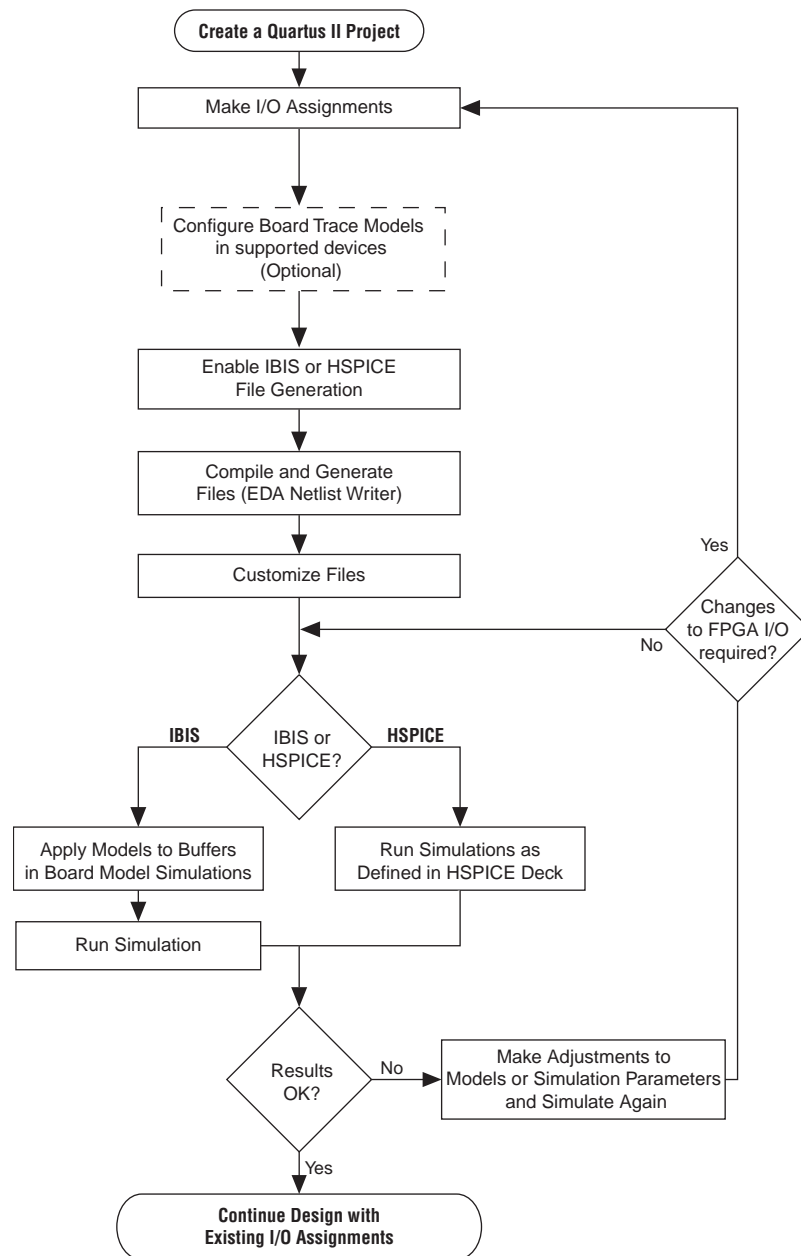 Create a Quartus II Project
Make I/O Assignments
Configure Board Trace Models
in supported devices
(Optional)
Enable IBIS or HSPICE
File Generation
Compile and Generate
Files (EDA Netlist Writer)
Customize Files
Yes
Changes
to FPGA I/O
required?
No
IBIS or
HSPICE?
IBIS
HSPICE
Apply Models to Buffers
in Board Model Simulations
Run Simulations as
Defined in HSPICE Deck
Run Simulation
Results
OK?
No
Make Adjustments to
Models or Simulation Parameters
and Simulate Again
Yes
Continue Design with
Existing I/O Assignments